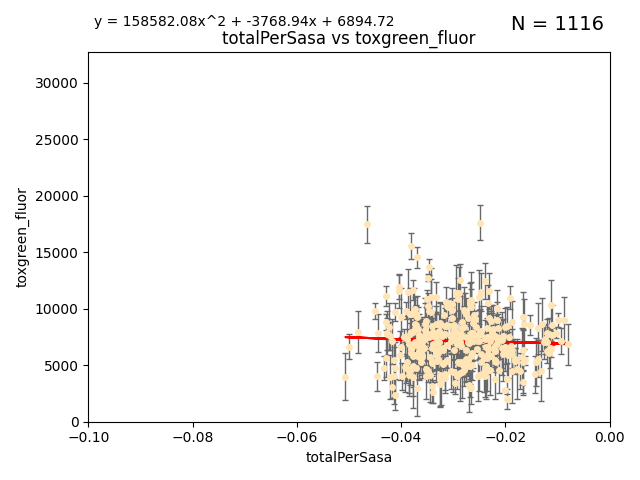 y = 158582.08x^2 + -3768.94x + 6894.72
N = 1116
totalPerSasa vs toxgreen_fluor
30000
25000
20000
15000
10000
5000
0
toxgreen_fluor
−0.10
−0.08
−0.06
−0.04
−0.02
0.00
totalPerSasa